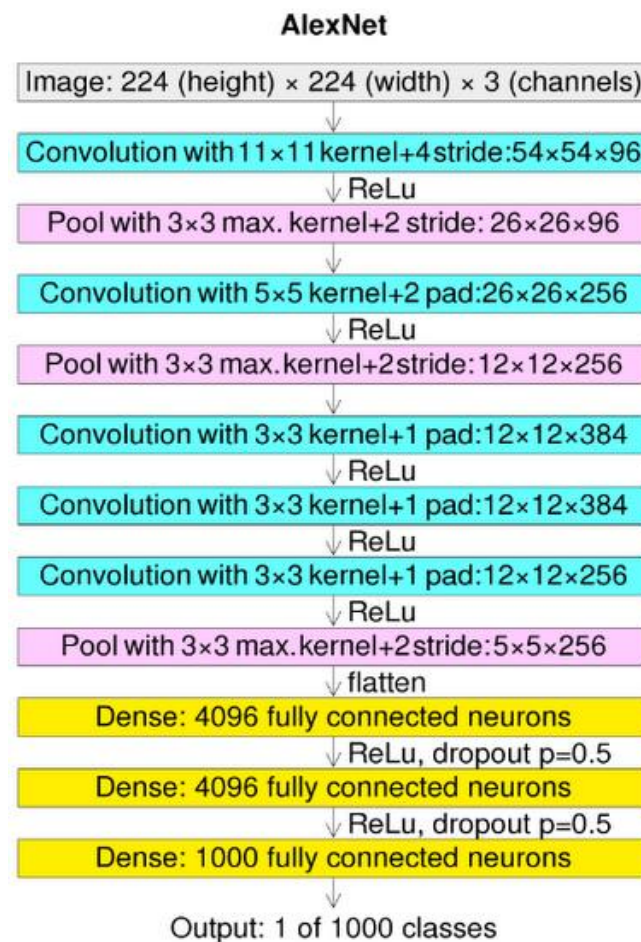 AlexNet
Image: 224 (height) × 224 (width) × 3 (channels)
Convolution with 11×11 kernel+4 stride:54×54×96
ReLu
Pool with 3×3 max. kernel+2 stride: 26×26×96
Convolution with 5×5 kernel+2 pad:26×26×256
ReLu
Pool with 3×3 max.kernel+2stride:12×12×256
Convolution with 3×3 kernel+1 pad:12×12×384
ReLu
Convolution with 3×3 kernel+1 pad:12×12×384
ReLu
Convolution with 3×3 kernel+1 pad:12×12×256
ReLu
Pool with 3×3 max.kernel+2stride:5×5×256
flatten
Dense: 4096 fully connected neurons
ReLu, dropout p=0.5
Dense: 4096 fully connected neurons
ReLu, dropout p=0.5
Dense: 1000 fully connected neurons
Output: 1 of 1000 classes